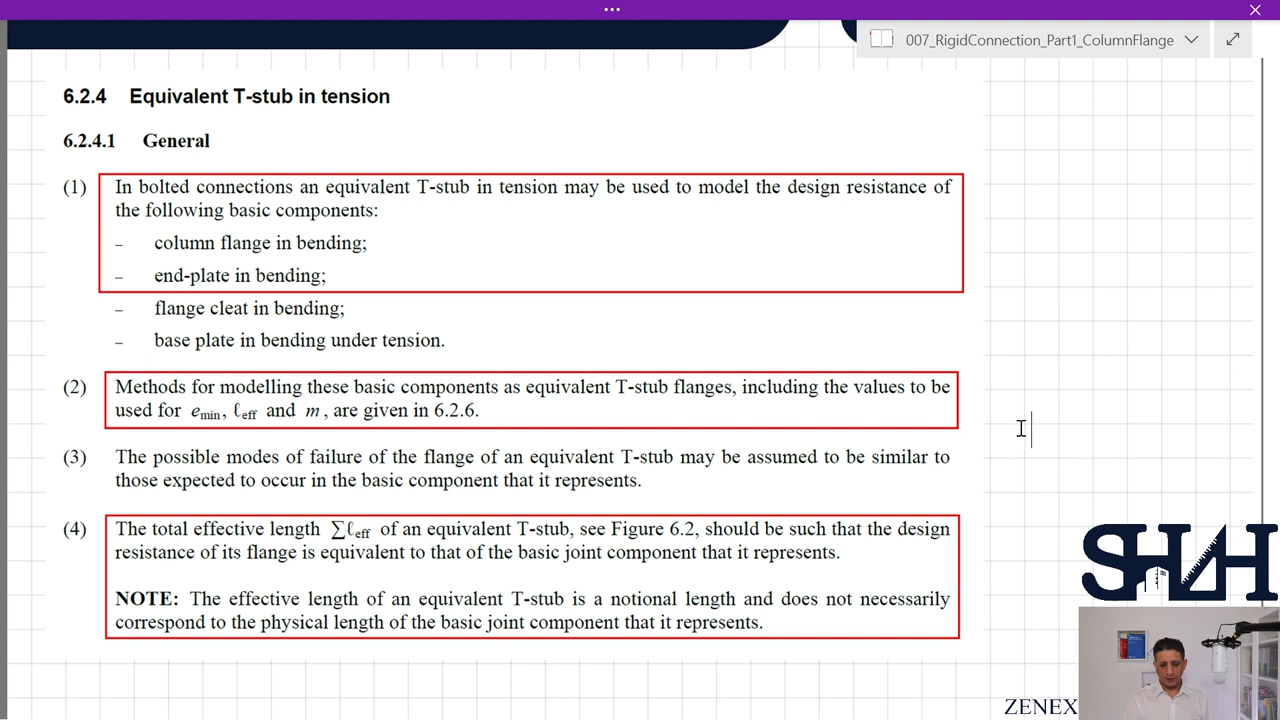 007_RigidConnection_Part1_ColumnFlange
6.2.4 Equivalent T-stub in tension
6.2.4.1 General
(1) In bolted connections an equivalent T-stub in tension may be used to model the design resistance of
the following basic components:
– column flange in bending;
– end-plate in bending;
– flange cleat in bending;
– base plate in bending under tension.
(2) Methods for modelling these basic components as equivalent T-stub flanges, including the values to be
used for emin, ℓeff and m, are given in 6.2.6.
(3) The possible modes of failure of the flange of an equivalent T-stub may be assumed to be similar to
those expected to occur in the basic component that it represents.
(4) The total effective length ∑ℓeff of an equivalent T-stub, see Figure 6.2, should be such that the design
resistance of its flange is equivalent to that of the basic joint component that it represents.
NOTE: The effective length of an equivalent T-stub is a notional length and does not necessarily
correspond to the physical length of the basic joint component that it represents.
ZENEX